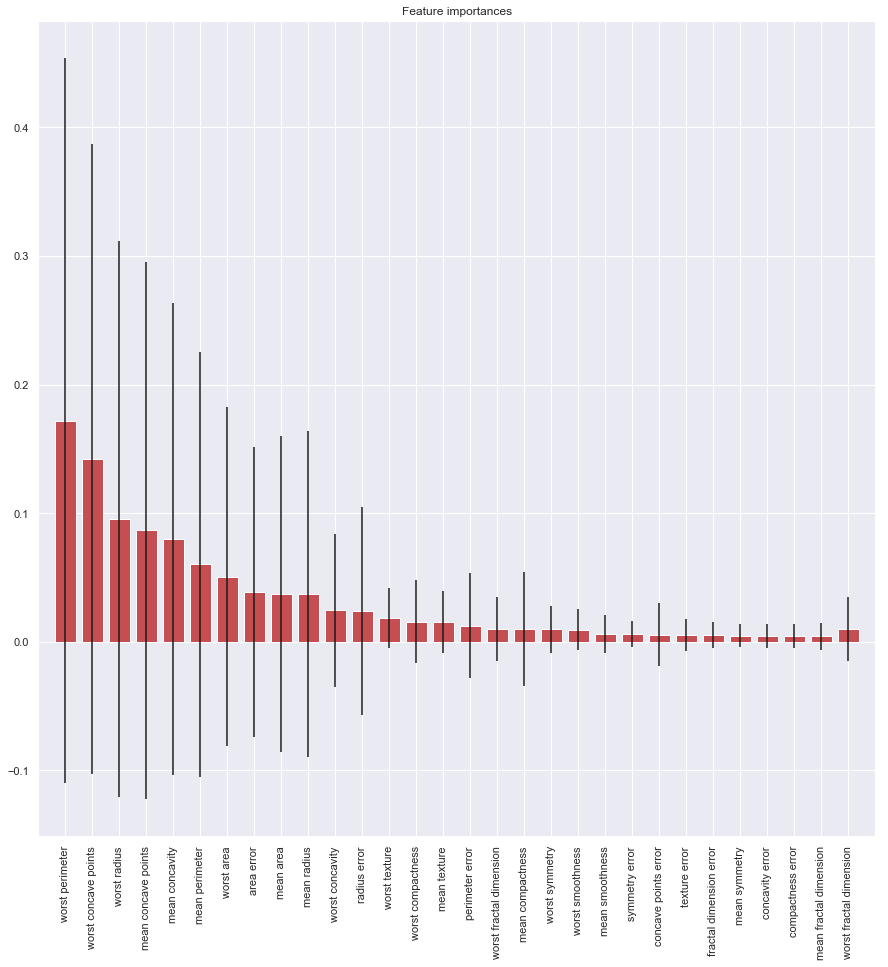 Feature importances
0.4
0.3
0.2
0.1
0.0
−0.1
worst perimeter
worst concave points
worst radius
mean concave points
mean concavity
mean perimeter
worst area
area error
mean area
mean radius
worst concavity
radius error
worst texture
worst compactness
mean texture
perimeter error
worst fractal dimension
mean compactness
worst symmetry
worst smoothness
mean smoothness
symmetry error
concave points error
texture error
fractal dimension error
mean symmetry
concavity error
compactness error
mean fractal dimension
worst fractal dimension